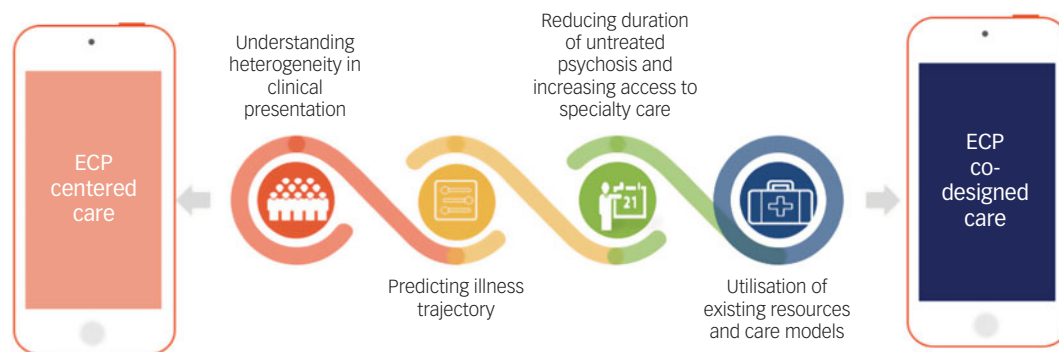 ECP
centered
care
Understanding
heterogeneity in
clinical
presentation
Predicting illness
trajectory
Reducing duration
of untreated
psychosis and
increasing access to
specialty care
21
Utilisation of
existing resources
and care models
ECP
co-
designed
care